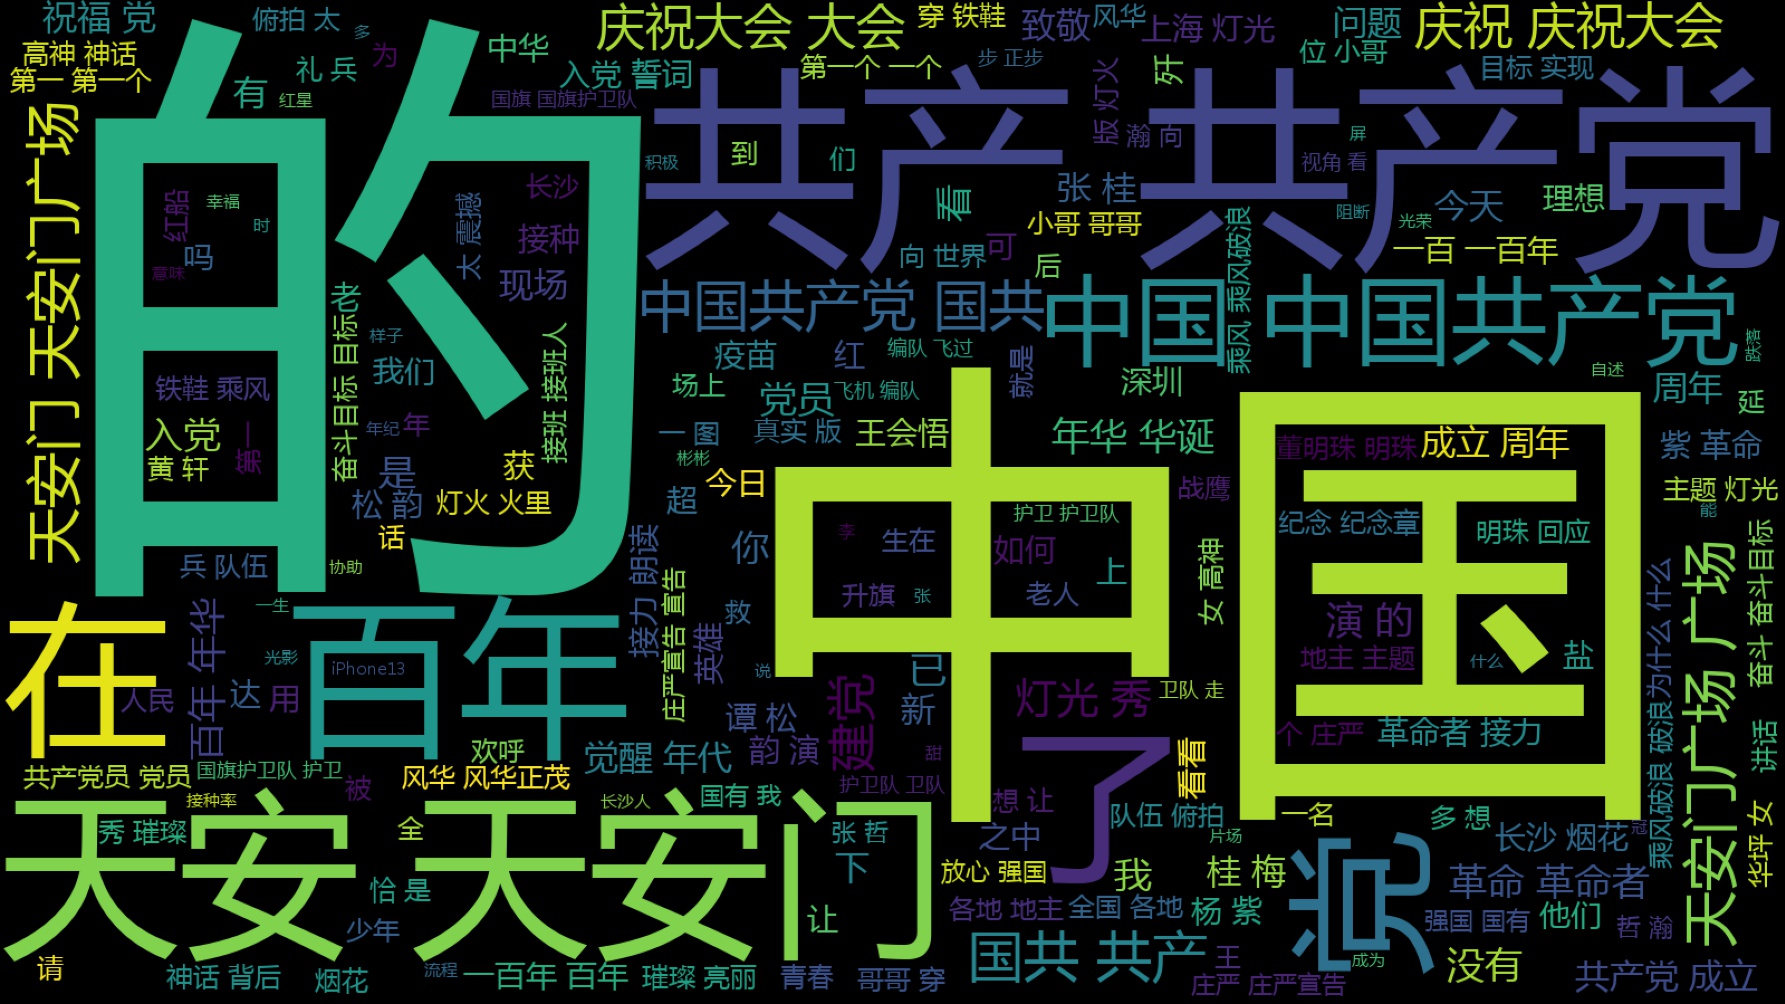 祝福 党
俯拍 太
多
为
中华
庆祝大会 大会
穿 铁鞋
致敬
风华
上海 灯光
问题
庆祝 庆祝大会
高神 神话
第一 第一个
有
礼 兵
红星
入党 誓词
国旗 国旗护卫队
第一个 一个
步 正步
版 灯火
歼
位 小哥
目标 实现
的
共产 共产党
瀚 向
屏
视角 看
积极
到
们
天安门 天安门广场
红船
幸福
时
吗
意味
太 震撼
长沙
接种
现场
看
张 桂
小哥 哥哥
向 世界
可
后
乘风 乘风破浪
阻断
光荣
今天
理想
一百 一百年
老
奋斗目标 目标
样子
我们
接班 接班人
中国共产党 国共
中国 中国共产党
疫苗
红
编队 飞过
就是
场上
党员
飞机 编队
深圳
自述
周年
跌落
延
铁鞋 乘风
入党
黄 轩
第一
年纪
年
是
松 韵
获
灯火 火里
话
一 图
真实 版
王会悟
年华 华诞
彬彬
今日
超
战鹰
董明珠 明珠
成立 周年
紫 革命
主题 灯光
能
中国
纪念 纪念章
明珠 回应
兵 队伍
协助
接力 朗读
你
李
生在
护卫 护卫队
如何
上
升旗
张
老人
女 高神
在
百年
一生
光影
iPhone13
百年 年华
人民
达
用
庄严宣告 宣告
英雄
救
说
已
新
演 的
地主 主题
什么
盐
为什么 什么
天安门广场 广场
奋斗 奋斗目标
欢呼
觉醒 年代
谭 松
韵 演
建党
灯光 秀
卫队 走
个 庄严
革命者 接力
讲话
共产党员 党员
国旗护卫队 护卫
被
风华 风华正茂
甜
护卫队 卫队
了
看看
乘风破浪 破浪
天安 天安门
接种率
秀 璀璨
全
长沙人
国有 我
张 哲
下
想 让
之中
队伍 俯拍
一名
片场
多 想
长沙 烟花
冠
华坪 女
恰 是
少年
让
放心 强国
我
桂 梅
党
革命 革命者
各地 地主
全国 各地
杨 紫
强国 国有
他们
哲 瀚
请
神话 背后
烟花
流程
一百年 百年
璀璨 亮丽
青春
哥哥 穿
国共 共产
王
庄严 庄严宣告
成为
没有
共产党 成立